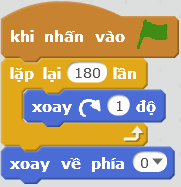 khi nhấn vào
lặp lại 180 lần
xoay 1 độ
xoay về phía 0